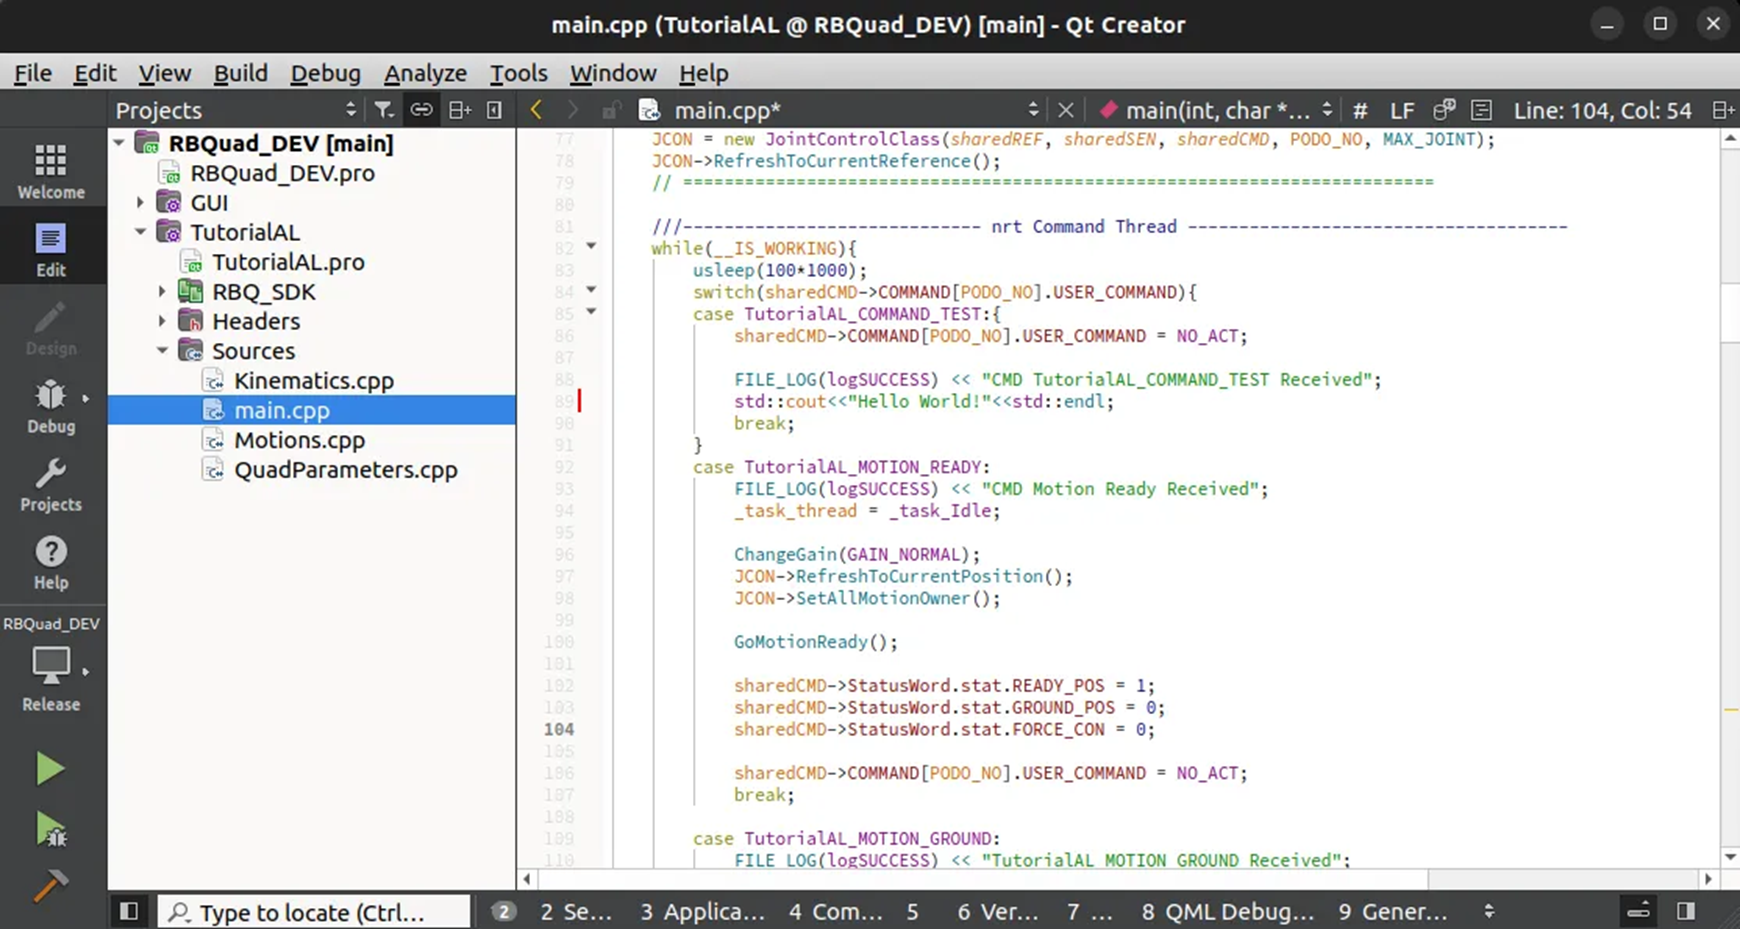 main.cpp (TutorialAL @ RBQuad_DEV) [main] - Qt Creator
File Edit View Build Debug Analyze Tools Window Help
Projects
main.cpp*
main(int, char *...
# LF
Line: 104, Col: 54
Welcome
Edit
Design
Debug
Projects
Help
RBQuad_DEV
Release
RBQuad_DEV [main]
RBQuad_DEV.pro
GUI
TutorialAL
TutorialAL.pro
RBQ_SDK
Headers
Sources
Kinematics.cpp
main.cpp
Motions.cpp
QuadParameters.cpp
77 JCON = new JointControlClass(sharedREF, sharedSEN, sharedCMD, PODO_NO, MAX_JOINT);
78 JCON->RefreshToCurrentReference();
79 // =========================================================================
80
81 ///----------------------------- nrt Command Thread -------------------------------------
82 while(__IS_WORKING){
83 usleep(100*1000);
84 switch(sharedCMD->COMMAND[PODO_NO].USER_COMMAND){
85 case TutorialAL_COMMAND_TEST:{
86 sharedCMD->COMMAND[PODO_NO].USER_COMMAND = NO_ACT;
87
88 FILE_LOG(logSUCCESS) << "CMD TutorialAL_COMMAND_TEST Received";
89 std::cout<<"Hello World!"<<std::endl;
90 break;
91 }
92 case TutorialAL_MOTION_READY:
93 FILE_LOG(logSUCCESS) << "CMD Motion Ready Received";
94 _task_thread = _task_Idle;
95
96 ChangeGain(GAIN_NORMAL);
97 JCON->RefreshToCurrentPosition();
98 JCON->SetAllMotionOwner();
99
100 GoMotionReady();
101
102 sharedCMD->StatusWord.stat.READY_POS = 1;
103 sharedCMD->StatusWord.stat.GROUND_POS = 0;
104 sharedCMD->StatusWord.stat.FORCE_CON = 0;
105
106 sharedCMD->COMMAND[PODO_NO].USER_COMMAND = NO_ACT;
107 break;
108
109 case TutorialAL_MOTION_GROUND:
110 FILE_LOG(logSUCCESS) << "TutorialAL_MOTION_GROUND Received";
Type to locate (Ctrl...
2 2 Se... 3 Applica... 4 Com... 5 6 Ver... 7 ... 8 QML Debug... 9 Gener...